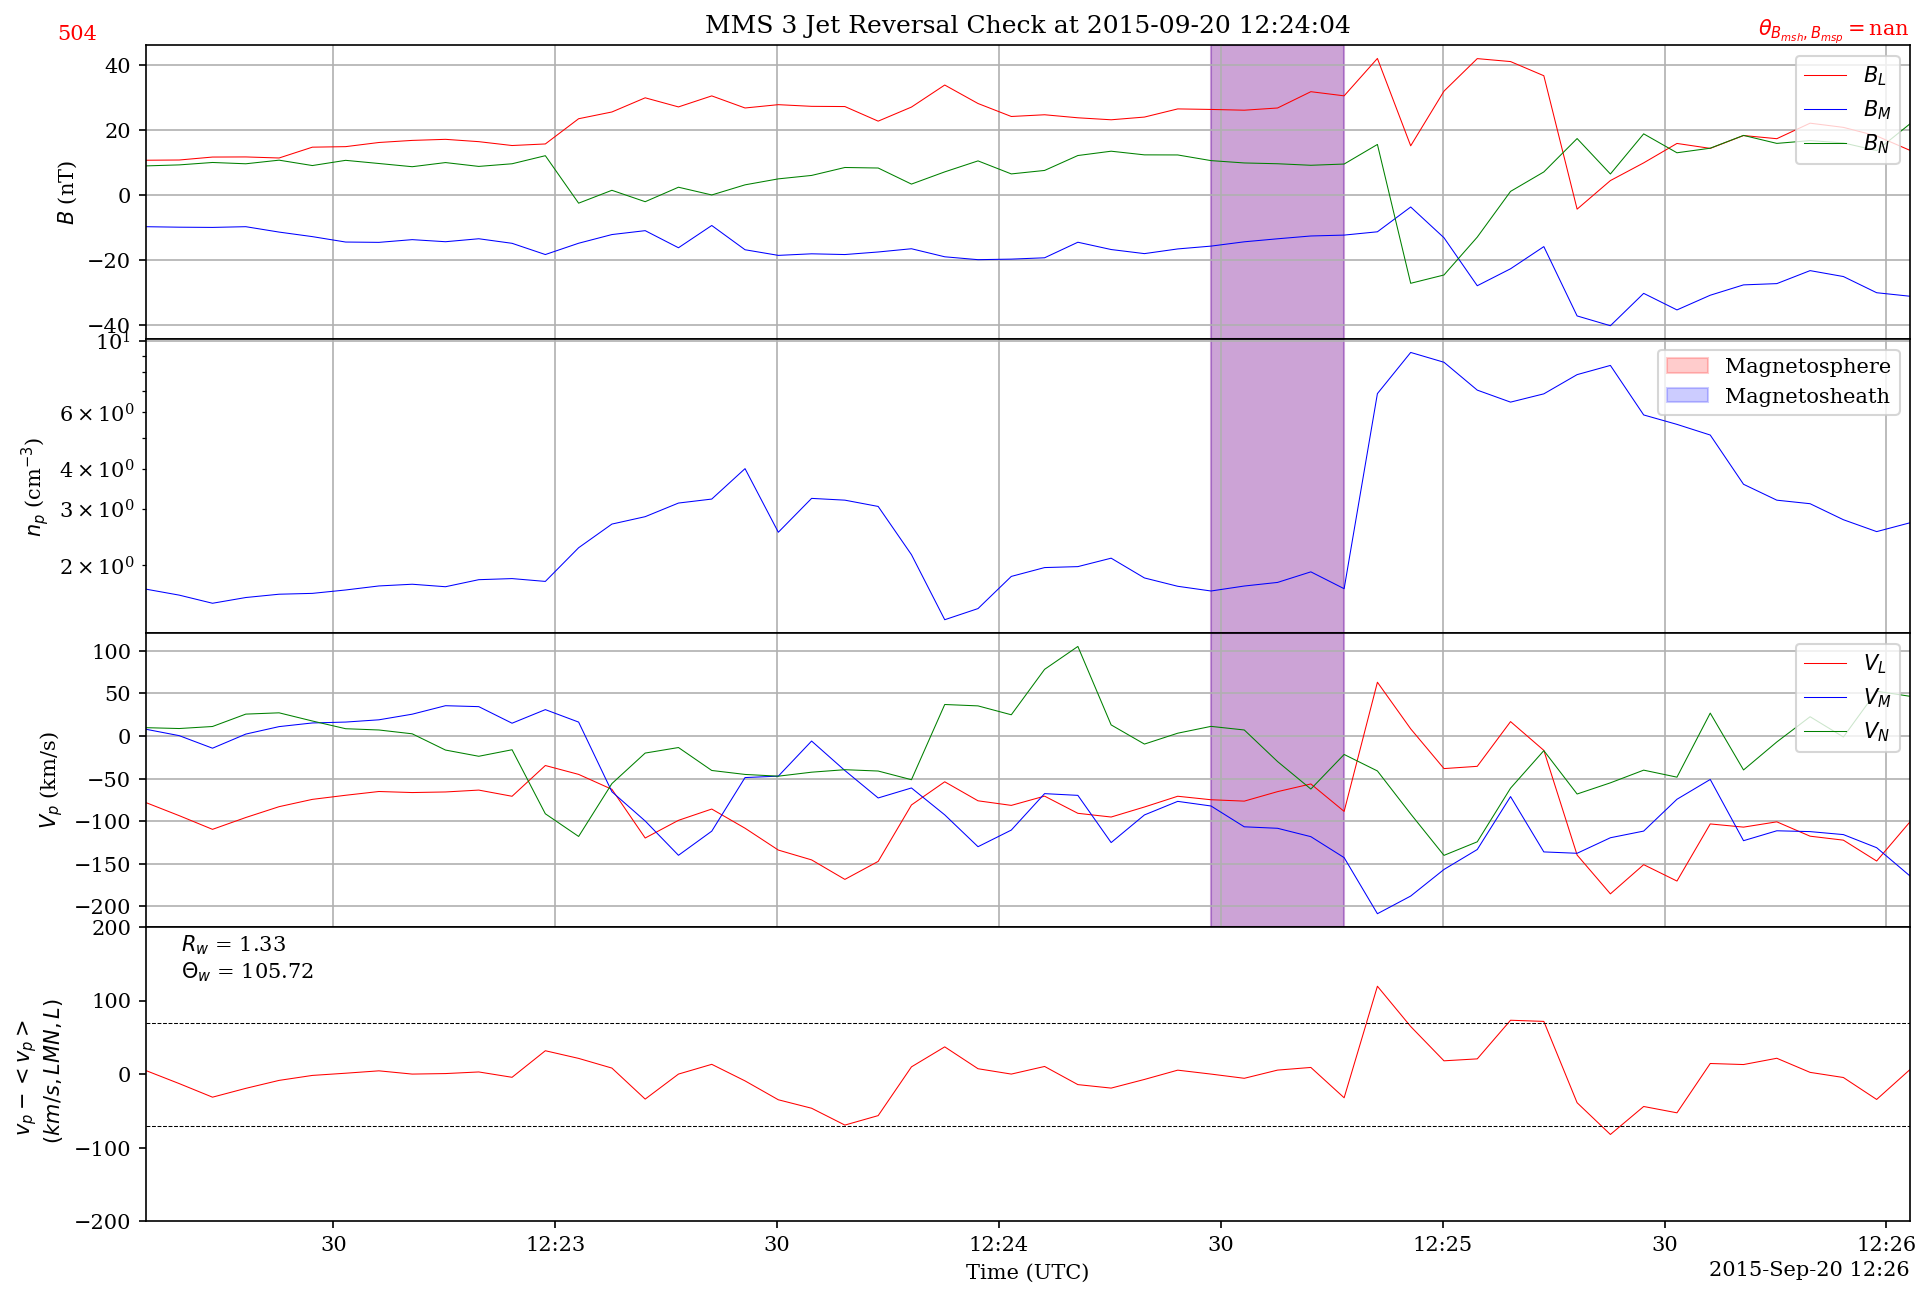 504
MMS 3 Jet Reversal Check at 2015-09-20 12:24:04
θ_{B_{msh}, B_{msp}} = nan
40
20
0
−20
−40
B (nT)
B_L
B_M
B_N
10^1
6 × 10^0
4 × 10^0
3 × 10^0
2 × 10^0
n_p (cm^{−3})
Magnetosphere
Magnetosheath
100
50
0
−50
−100
−150
−200
V_p (km/s)
V_L
V_M
V_N
200
100
0
−100
−200
v_p − < v_p >
(km/s, LMN, L)
R_w = 1.33
Θ_w = 105.72
30 12:23 30 12:24 30 12:25 30 12:26
Time (UTC)
2015-Sep-20 12:26